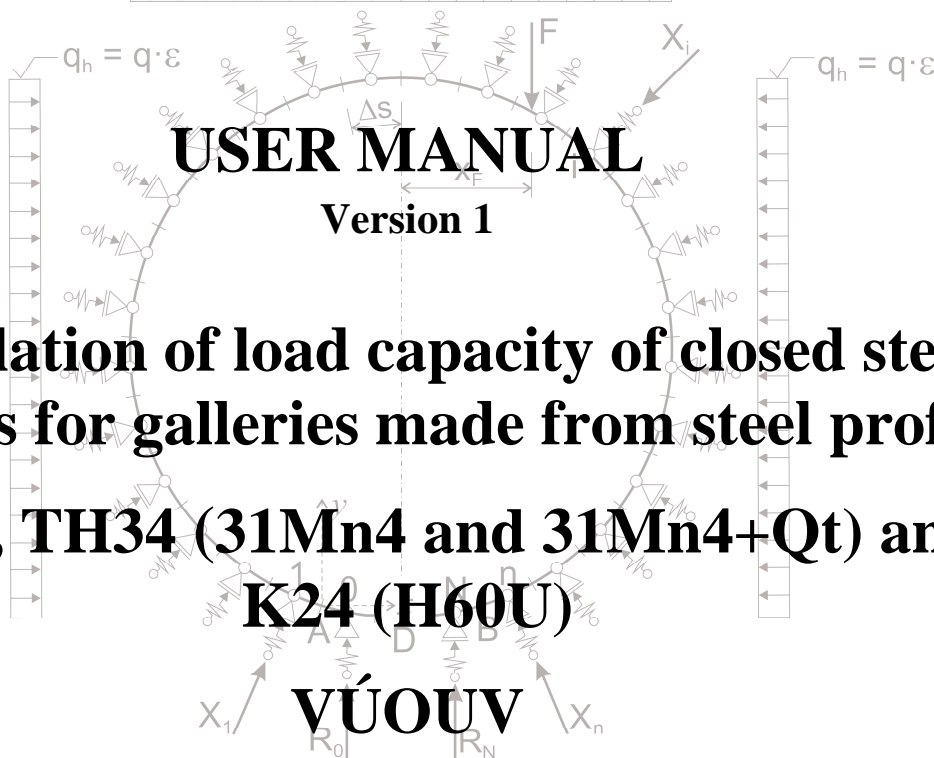 q_h = q·ε
F
X_i
q_h = q·ε
Δs
USER MANUAL
x_F
Version 1
lation of load capacity of closed ste
s for galleries made from steel prof
, TH34 (31Mn4 and 31Mn4+Qt) an
K24 (H60U)
1 0 N n
A D B
VÚOUV
X_1
X_n
R_0
R_N